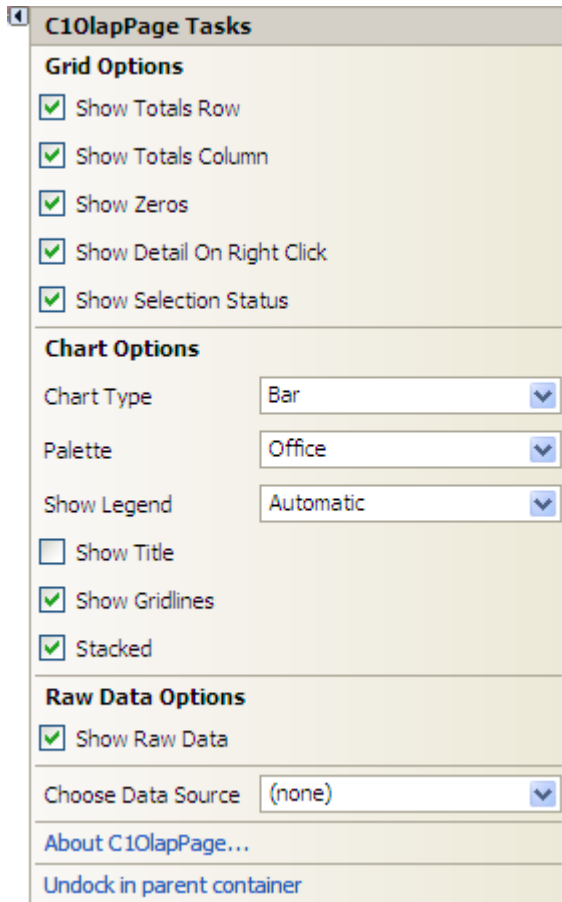 C1OlapPage Tasks
Grid Options
Show Totals Row
Show Totals Column
Show Zeros
Show Detail On Right Click
Show Selection Status
Chart Options
Chart Type Bar
Palette Office
Show Legend Automatic
Show Title
Show Gridlines
Stacked
Raw Data Options
Show Raw Data
Choose Data Source (none)
About C1OlapPage...
Undock in parent container